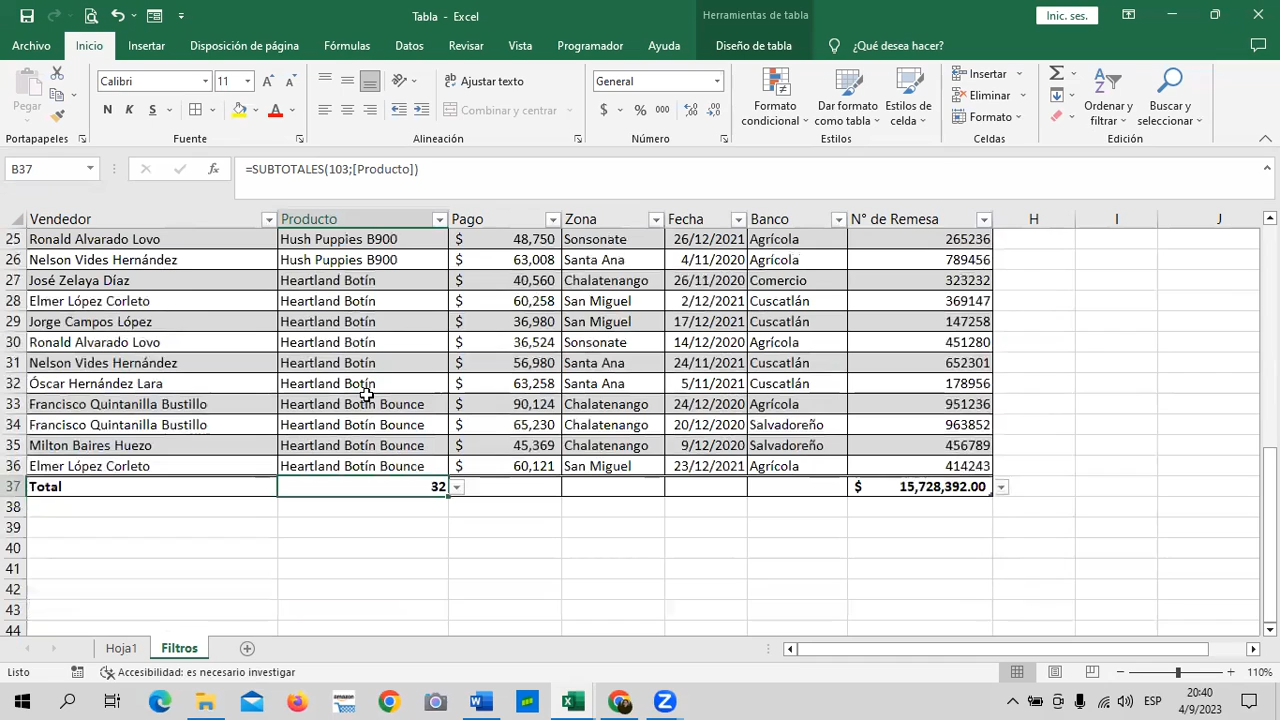 Tabla - Excel
Herramientas de tabla
Inic. ses.
Archivo
Inicio
Insertar
Disposición de página
Fórmulas
Datos
Revisar
Vista
Programador
Ayuda
Diseño de tabla
¿Qué desea hacer?
Pegar
Calibri
11
N K S
Ajustar texto
Combinar y centrar
General
$ % 000
Formato condicional
Dar formato como tabla
Estilos de celda
Insertar
Eliminar
Formato
Ordenar y filtrar
Buscar y seleccionar
Portapapeles
Fuente
Alineación
Número
Estilos
Celdas
Edición
B37
fx
=SUBTOTALES(103;[Producto])
Vendedor Producto Pago Zona Fecha Banco N° de Remesa H I J
25 Ronald Alvarado Lovo Hush Puppies B900 $ 48,750 Sonsonate 26/12/2021 Agrícola 265236
26 Nelson Vides Hernández Hush Puppies B900 $ 63,008 Santa Ana 4/11/2020 Agrícola 789456
27 José Zelaya Díaz Heartland Botín $ 40,560 Chalatenango 26/11/2020 Comercio 323232
28 Elmer López Corleto Heartland Botín $ 60,258 San Miguel 2/12/2021 Cuscatlán 369147
29 Jorge Campos López Heartland Botín $ 36,980 San Miguel 17/12/2021 Cuscatlán 147258
30 Ronald Alvarado Lovo Heartland Botín $ 36,524 Sonsonate 14/12/2020 Agrícola 451280
31 Nelson Vides Hernández Heartland Botín $ 56,980 Santa Ana 24/11/2020 Cuscatlán 652301
32 Óscar Hernández Lara Heartland Botín $ 63,258 Santa Ana 5/11/2021 Cuscatlán 178956
33 Francisco Quintanilla Bustillo Heartland Botín Bounce $ 90,124 Chalatenango 24/12/2020 Agrícola 951236
34 Francisco Quintanilla Bustillo Heartland Botín Bounce $ 65,230 Chalatenango 20/12/2020 Salvadoreño 963852
35 Milton Baires Huezo Heartland Botín Bounce $ 45,369 Chalatenango 9/12/2020 Salvadoreño 456789
36 Elmer López Corleto Heartland Botín Bounce $ 60,121 San Miguel 23/12/2021 Agrícola 414243
37 Total 32 $ 15,728,392.00
38
39
40
41
42
43
44
Hoja1
Filtros
Listo
Accesibilidad: es necesario investigar
110%
ESP
20:40
4/9/2023